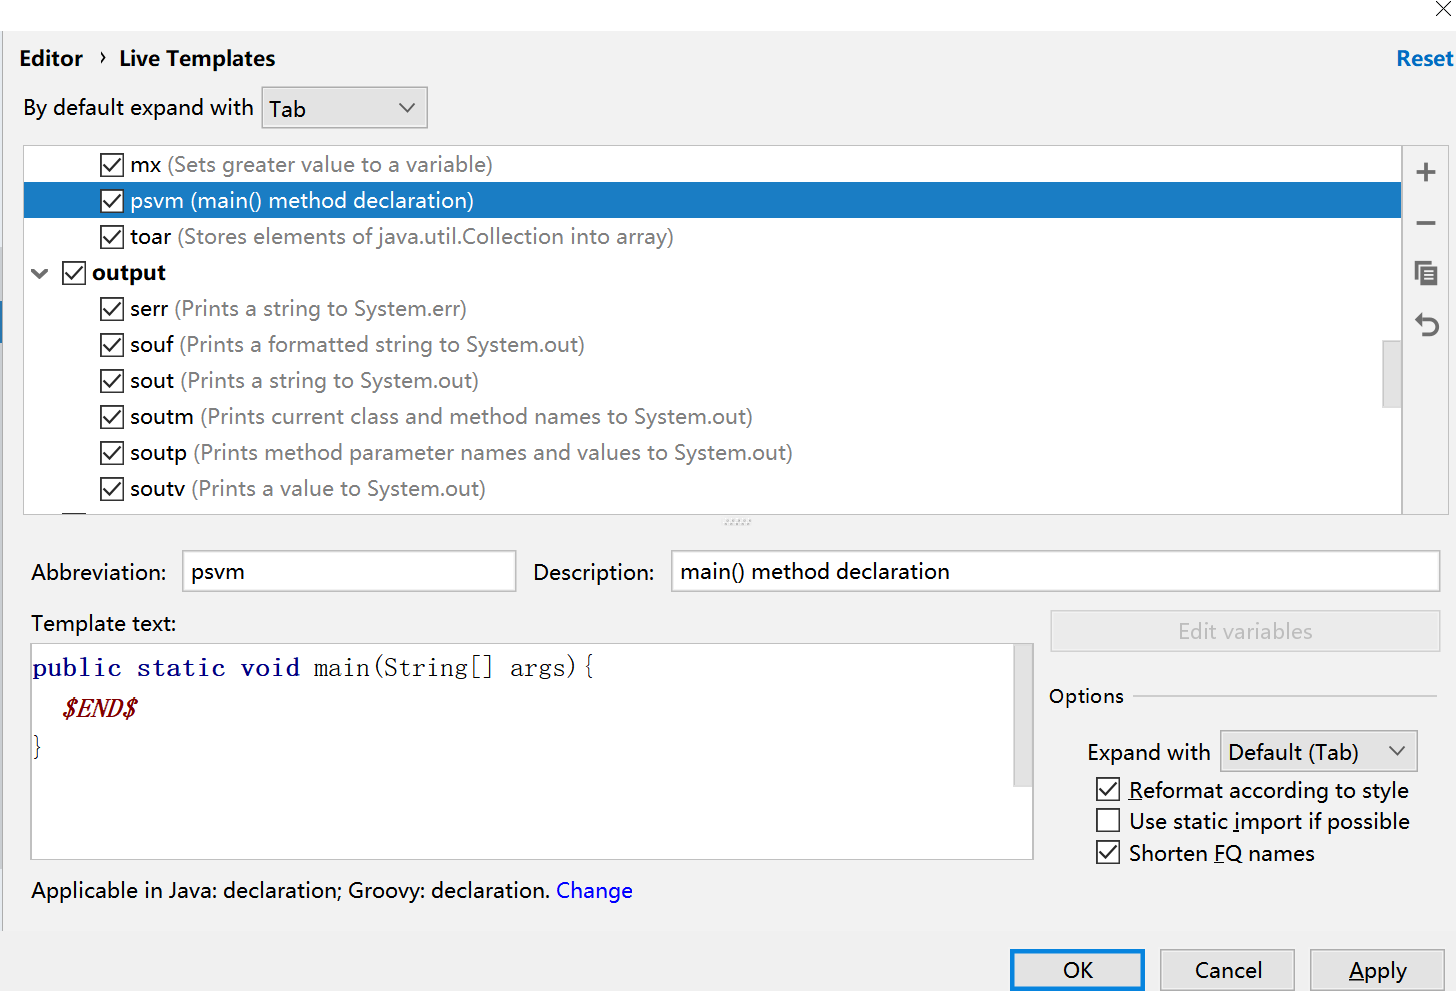 Editor › Live Templates
Reset
By default expand with Tab
mx (Sets greater value to a variable)
psvm (main() method declaration)
toar (Stores elements of java.util.Collection into array)
output
serr (Prints a string to System.err)
souf (Prints a formatted string to System.out)
sout (Prints a string to System.out)
soutm (Prints current class and method names to System.out)
soutp (Prints method parameter names and values to System.out)
soutv (Prints a value to System.out)
Abbreviation: psvm Description: main() method declaration
Template text:
Edit variables
public static void main(String[] args){
$END$
}
Options
Expand with Default (Tab)
Reformat according to style
Use static import if possible
Shorten FQ names
Applicable in Java: declaration; Groovy: declaration. Change
OK Cancel Apply